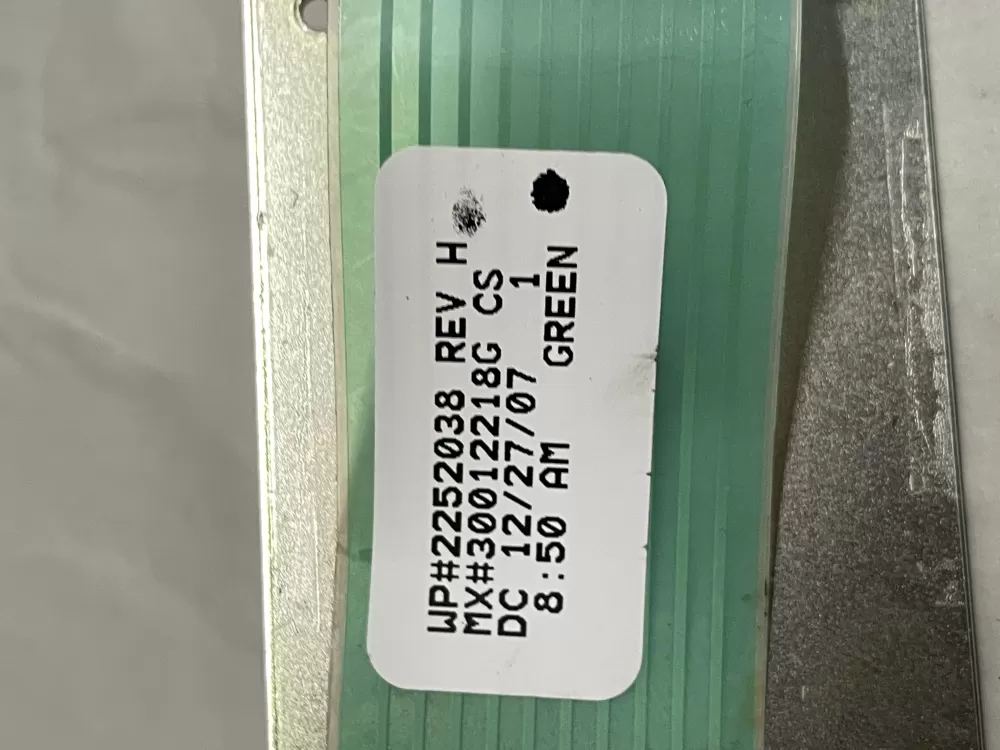 WP#2252038 REV H
MX#30012218G CS
DC 12/27/07 1
8:50 AM GREEN